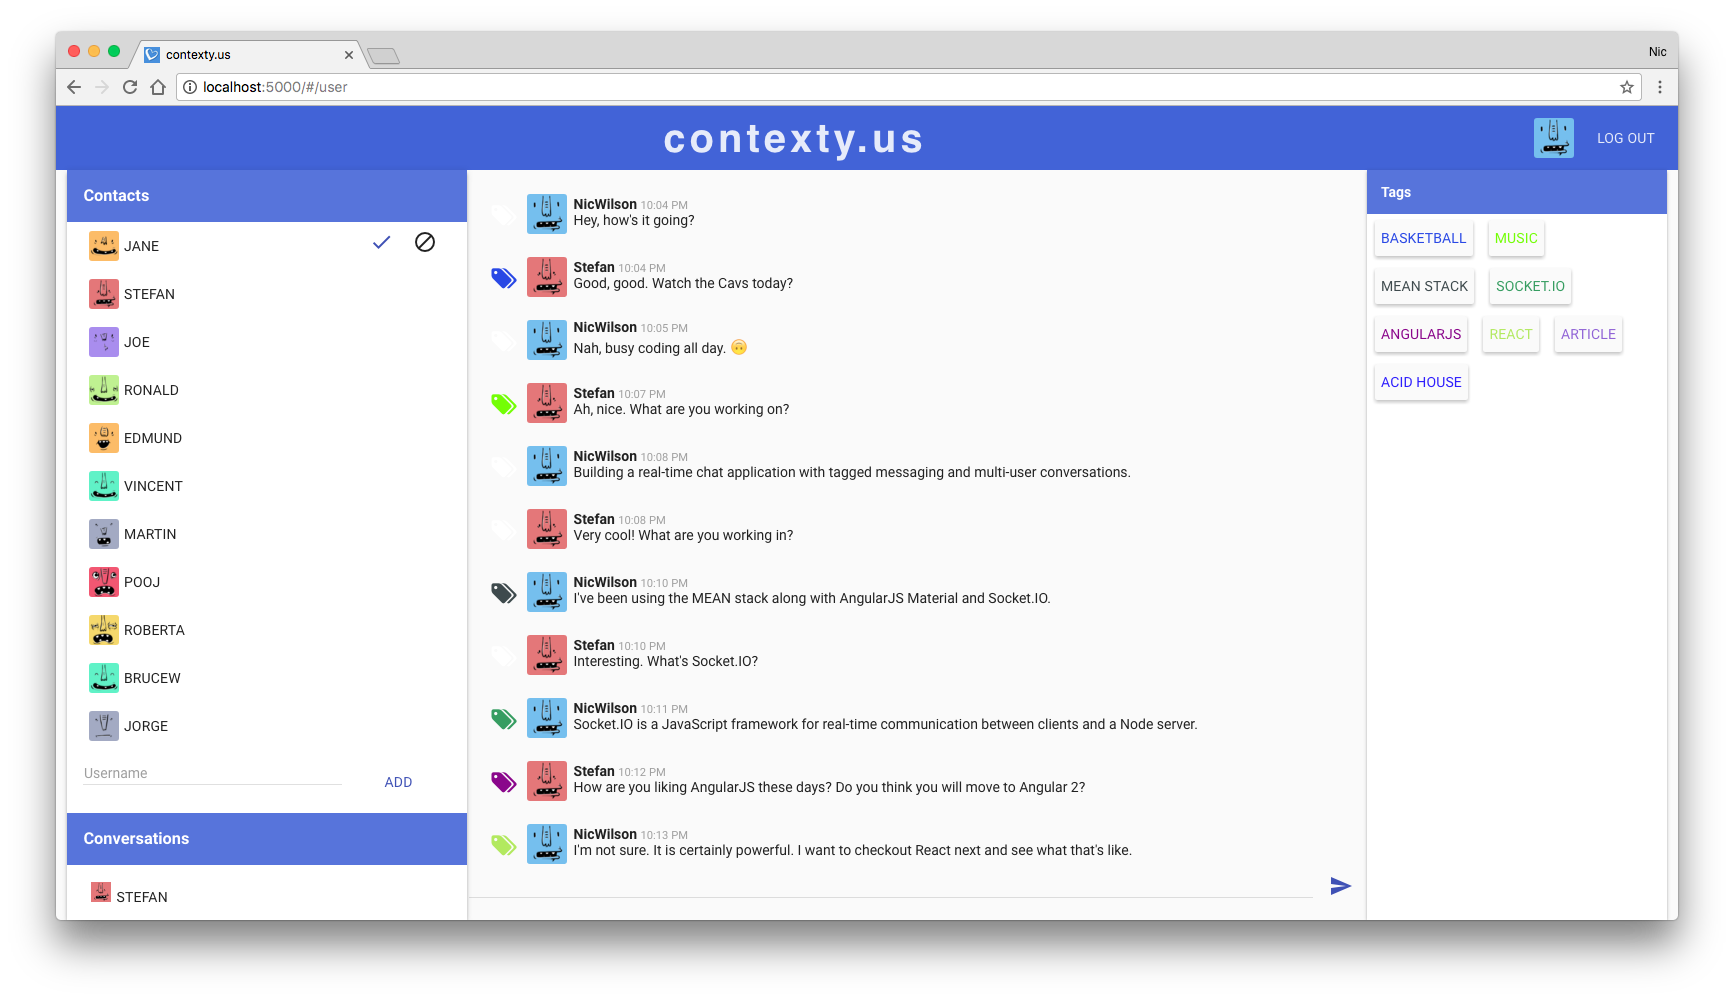 contexty.us
Nic
localhost:5000/#/user
contexty.us
LOG OUT
Contacts
JANE
STEFAN
JOE
RONALD
EDMUND
VINCENT
MARTIN
POOJ
ROBERTA
BRUCEW
JORGE
Username
ADD
Conversations
STEFAN
NicWilson 10:04 PM
Hey, how's it going?
Stefan 10:04 PM
Good, good. Watch the Cavs today?
NicWilson 10:05 PM
Nah, busy coding all day. 🙃
Stefan 10:07 PM
Ah, nice. What are you working on?
NicWilson 10:08 PM
Building a real-time chat application with tagged messaging and multi-user conversations.
Stefan 10:08 PM
Very cool! What are you working in?
NicWilson 10:10 PM
I've been using the MEAN stack along with AngularJS Material and Socket.IO.
Stefan 10:10 PM
Interesting. What's Socket.IO?
NicWilson 10:11 PM
Socket.IO is a JavaScript framework for real-time communication between clients and a Node server.
Stefan 10:12 PM
How are you liking AngularJS these days? Do you think you will move to Angular 2?
NicWilson 10:13 PM
I'm not sure. It is certainly powerful. I want to checkout React next and see what that's like.
Tags
BASKETBALL MUSIC
MEAN STACK SOCKET.IO
ANGULARJS REACT ARTICLE
ACID HOUSE